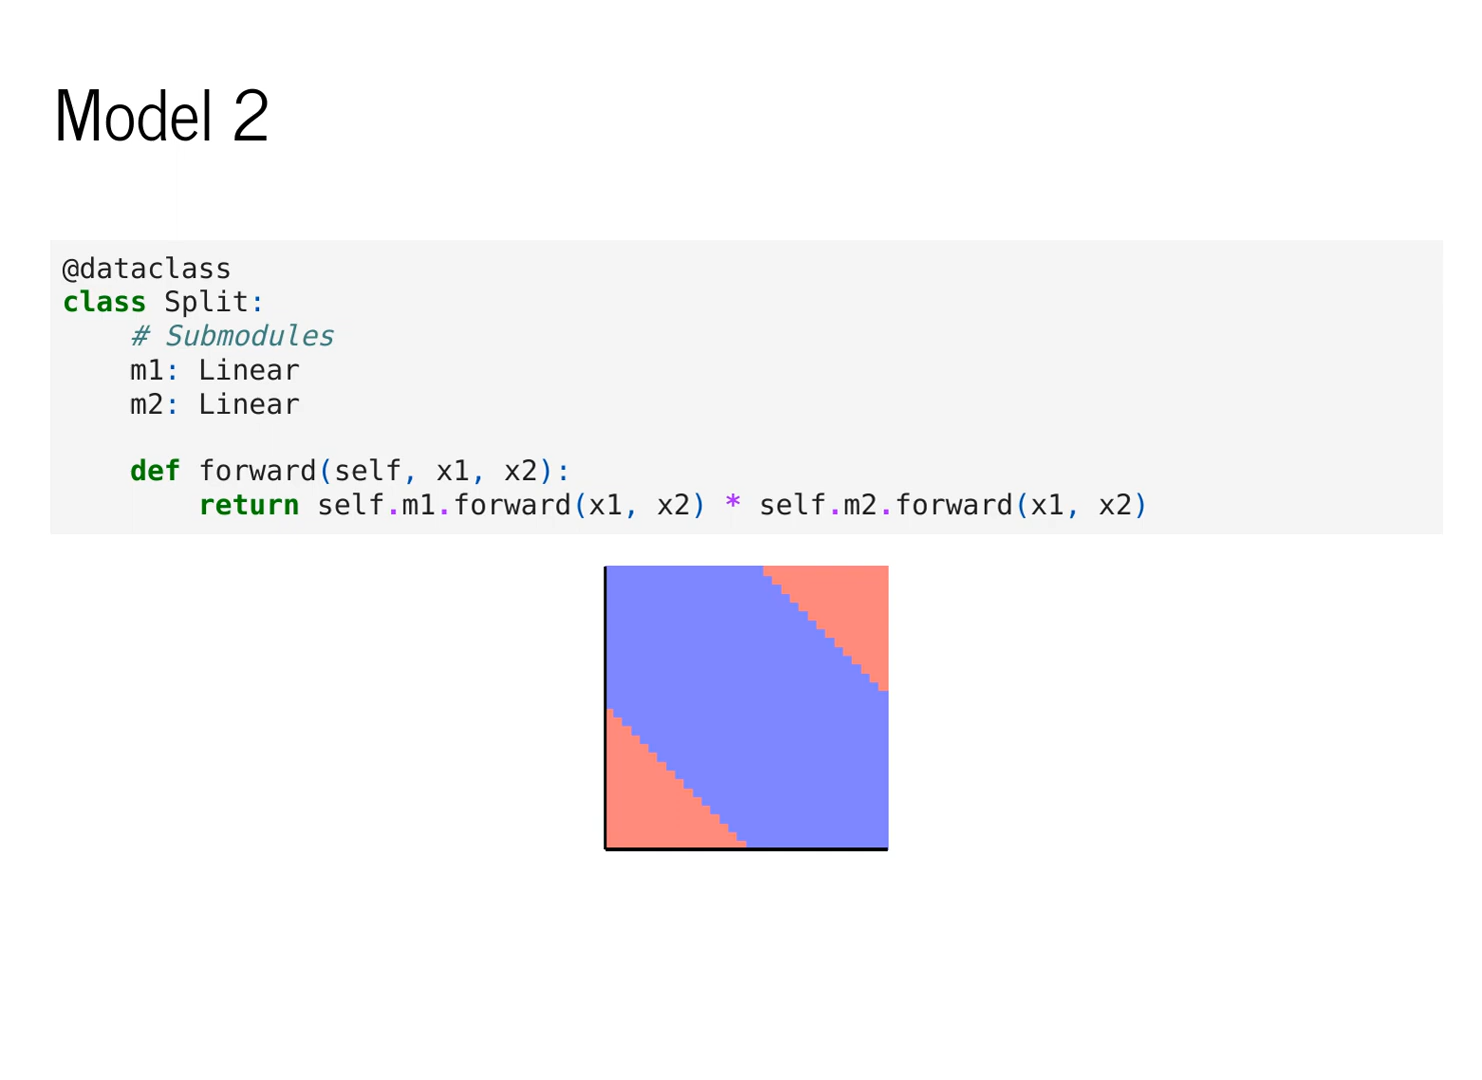 Model 2
@dataclass
class Split:
    # Submodules
    m1: Linear
    m2: Linear
    def forward(self, x1, x2):
        return self.m1.forward(x1, x2) * self.m2.forward(x1, x2)